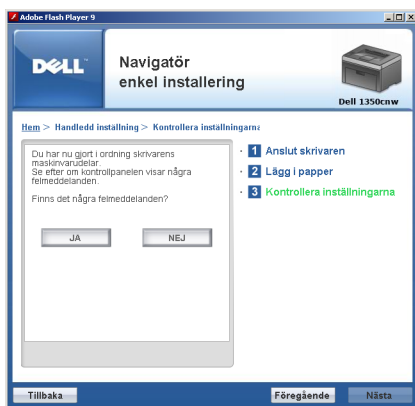 Adobe Flash Player 9
DELL™
Navigatör
enkel installering
Dell 1350cnw
Hem > Handledd inställning > Kontrollera inställningarna
Du har nu gjort i ordning skrivarens
maskinvarudelar.
Se efter om kontrollpanelen visar några
felmeddelanden.
Finns det några felmeddelanden?
JA
NEJ
1 Anslut skrivaren
2 Lägg i papper
3 Kontrollera inställningarna
Tillbaka
Föregående
Nästa